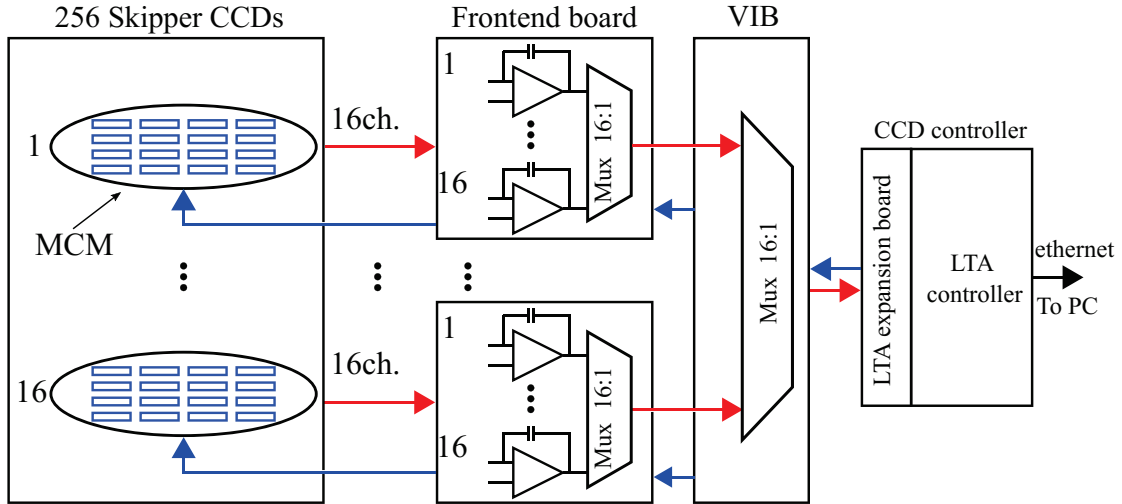 256 Skipper CCDs
Frontend board
VIB
1
16ch.
MCM
1
16
Mux 16:1
Mux 16:1
CCD controller
LTA expansion board
LTA
controller
ethernet
To PC
16
16ch.
1
16
Mux 16:1